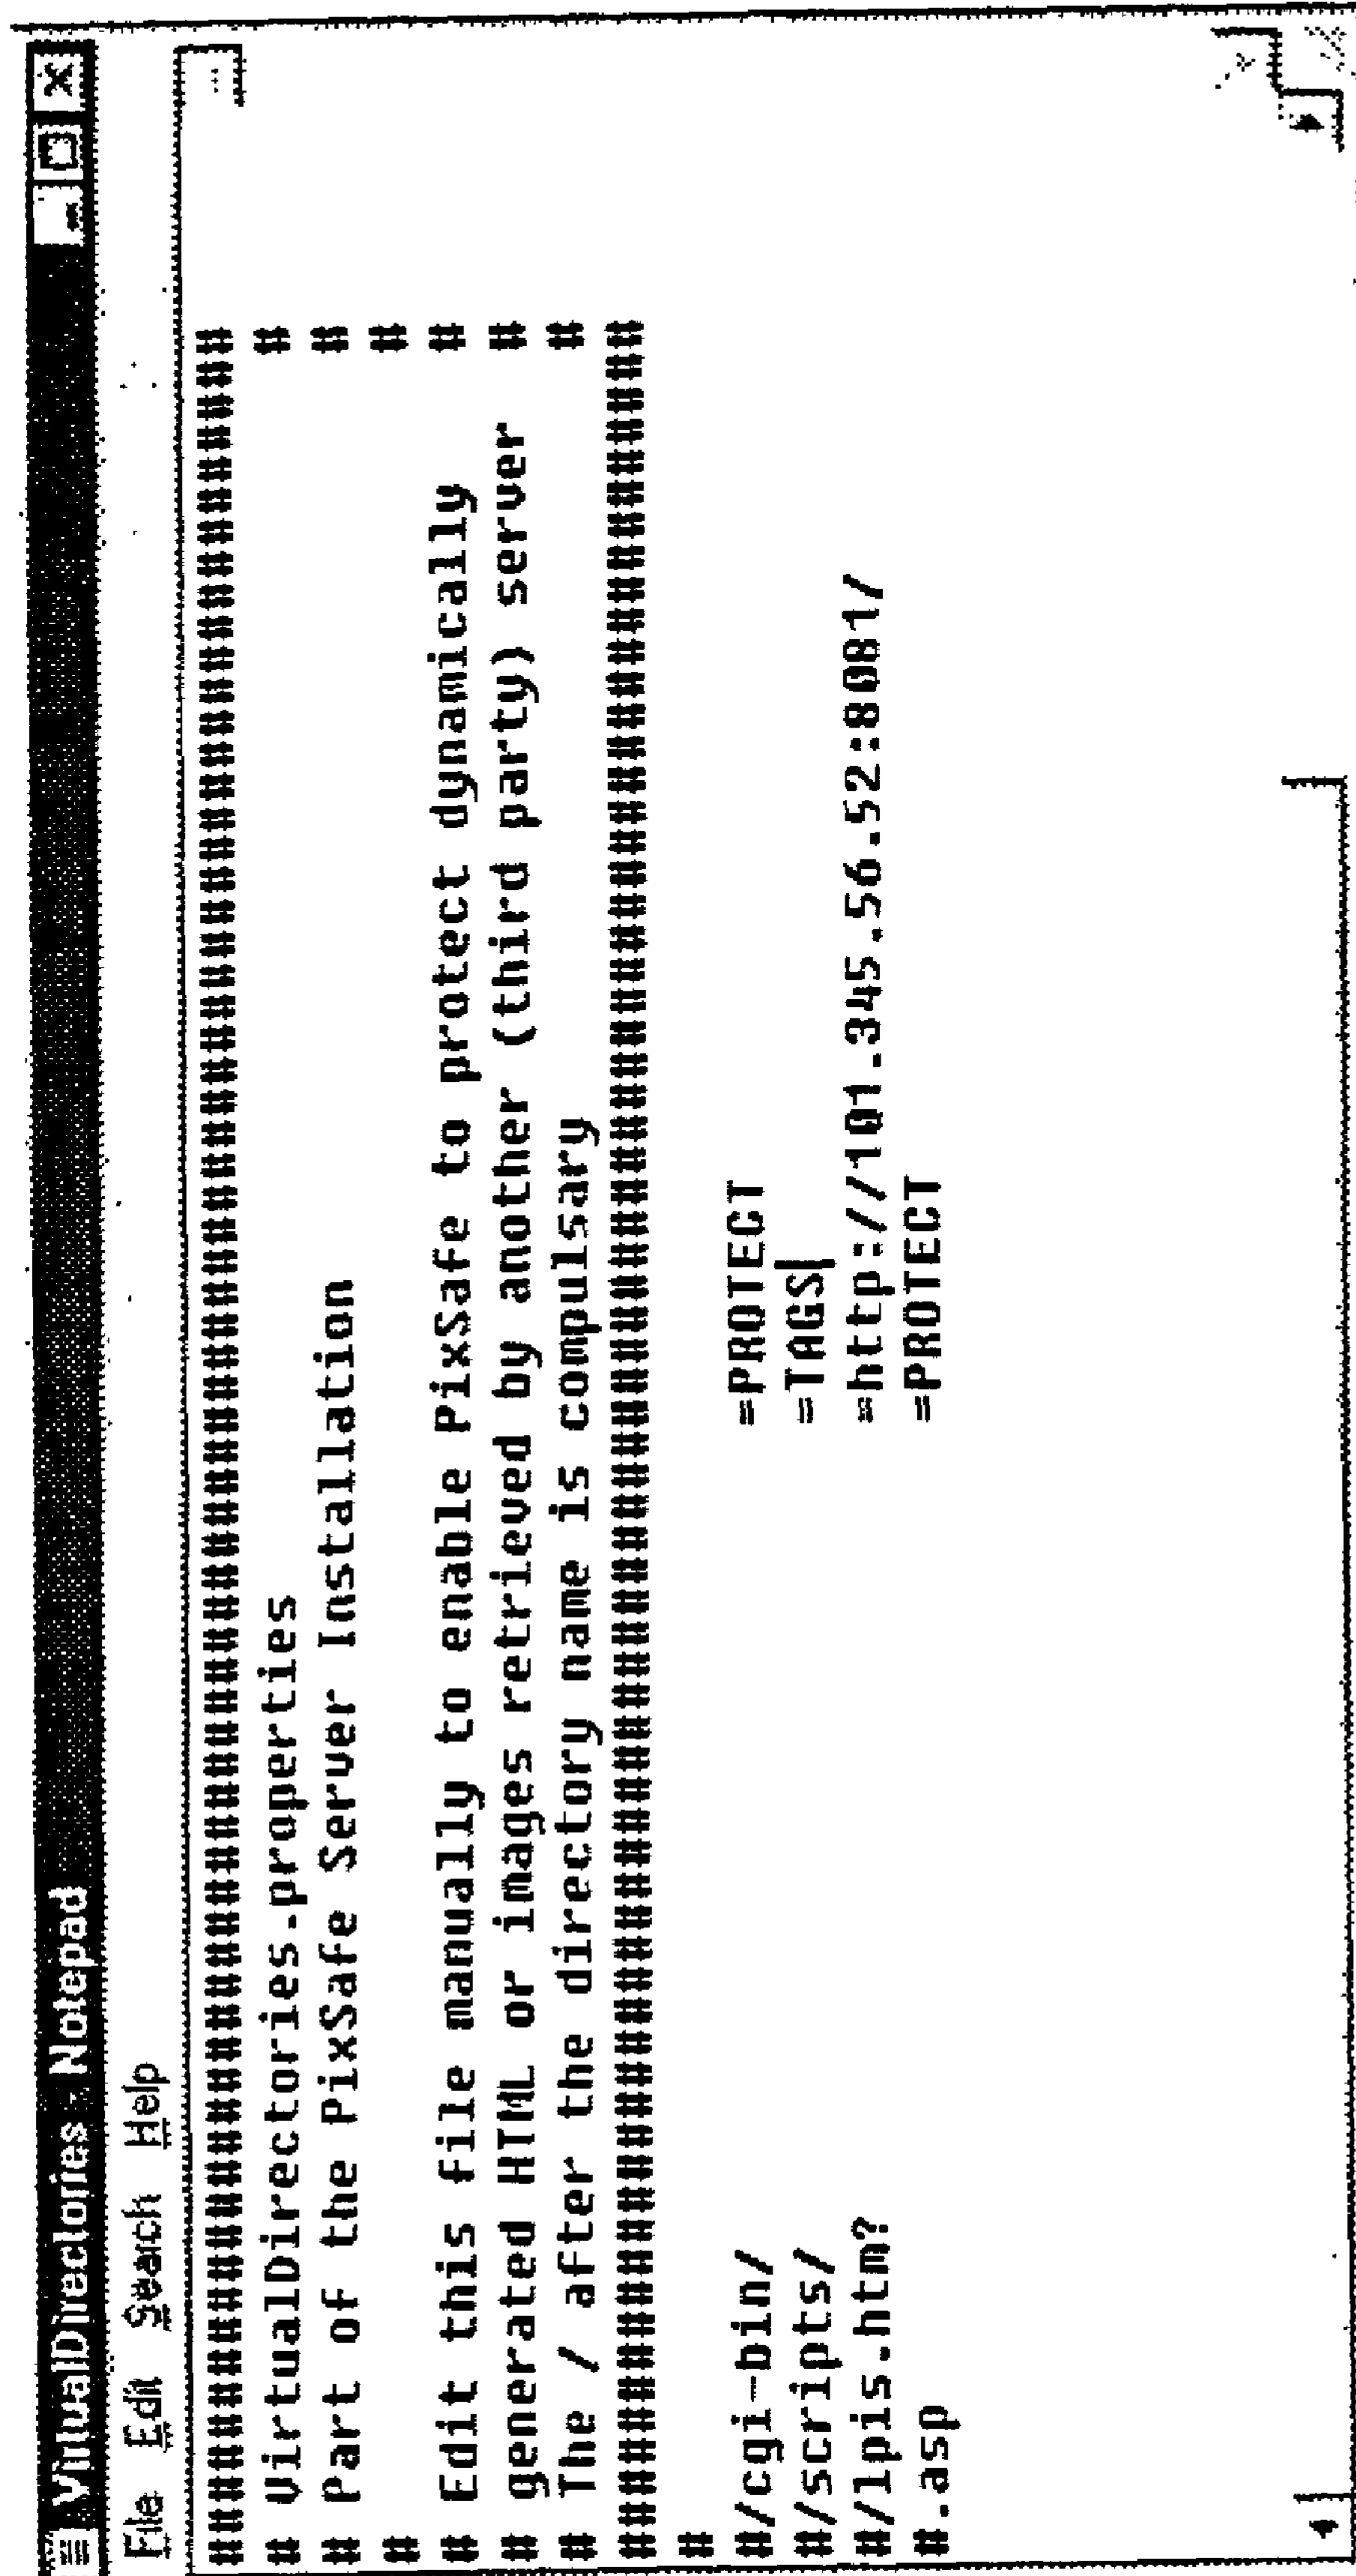 VirtualDirectories - Notepad
File Edit Search Help
##########################################################################
# VirtualDirectories.properties #
# Part of the PixSafe Server Installation #
# #
# Edit this file manually to enable PixSafe to protect dynamically #
# generated HTML or images retrieved by another (third party) server #
# The / after the directory name is compulsary #
##########################################################################
#
#/cgi-bin/ =PROTECT
#/scripts/ =TAGS
#/lpis.htm? =http://101.345.56.52:8081/
#.asp =PROTECT